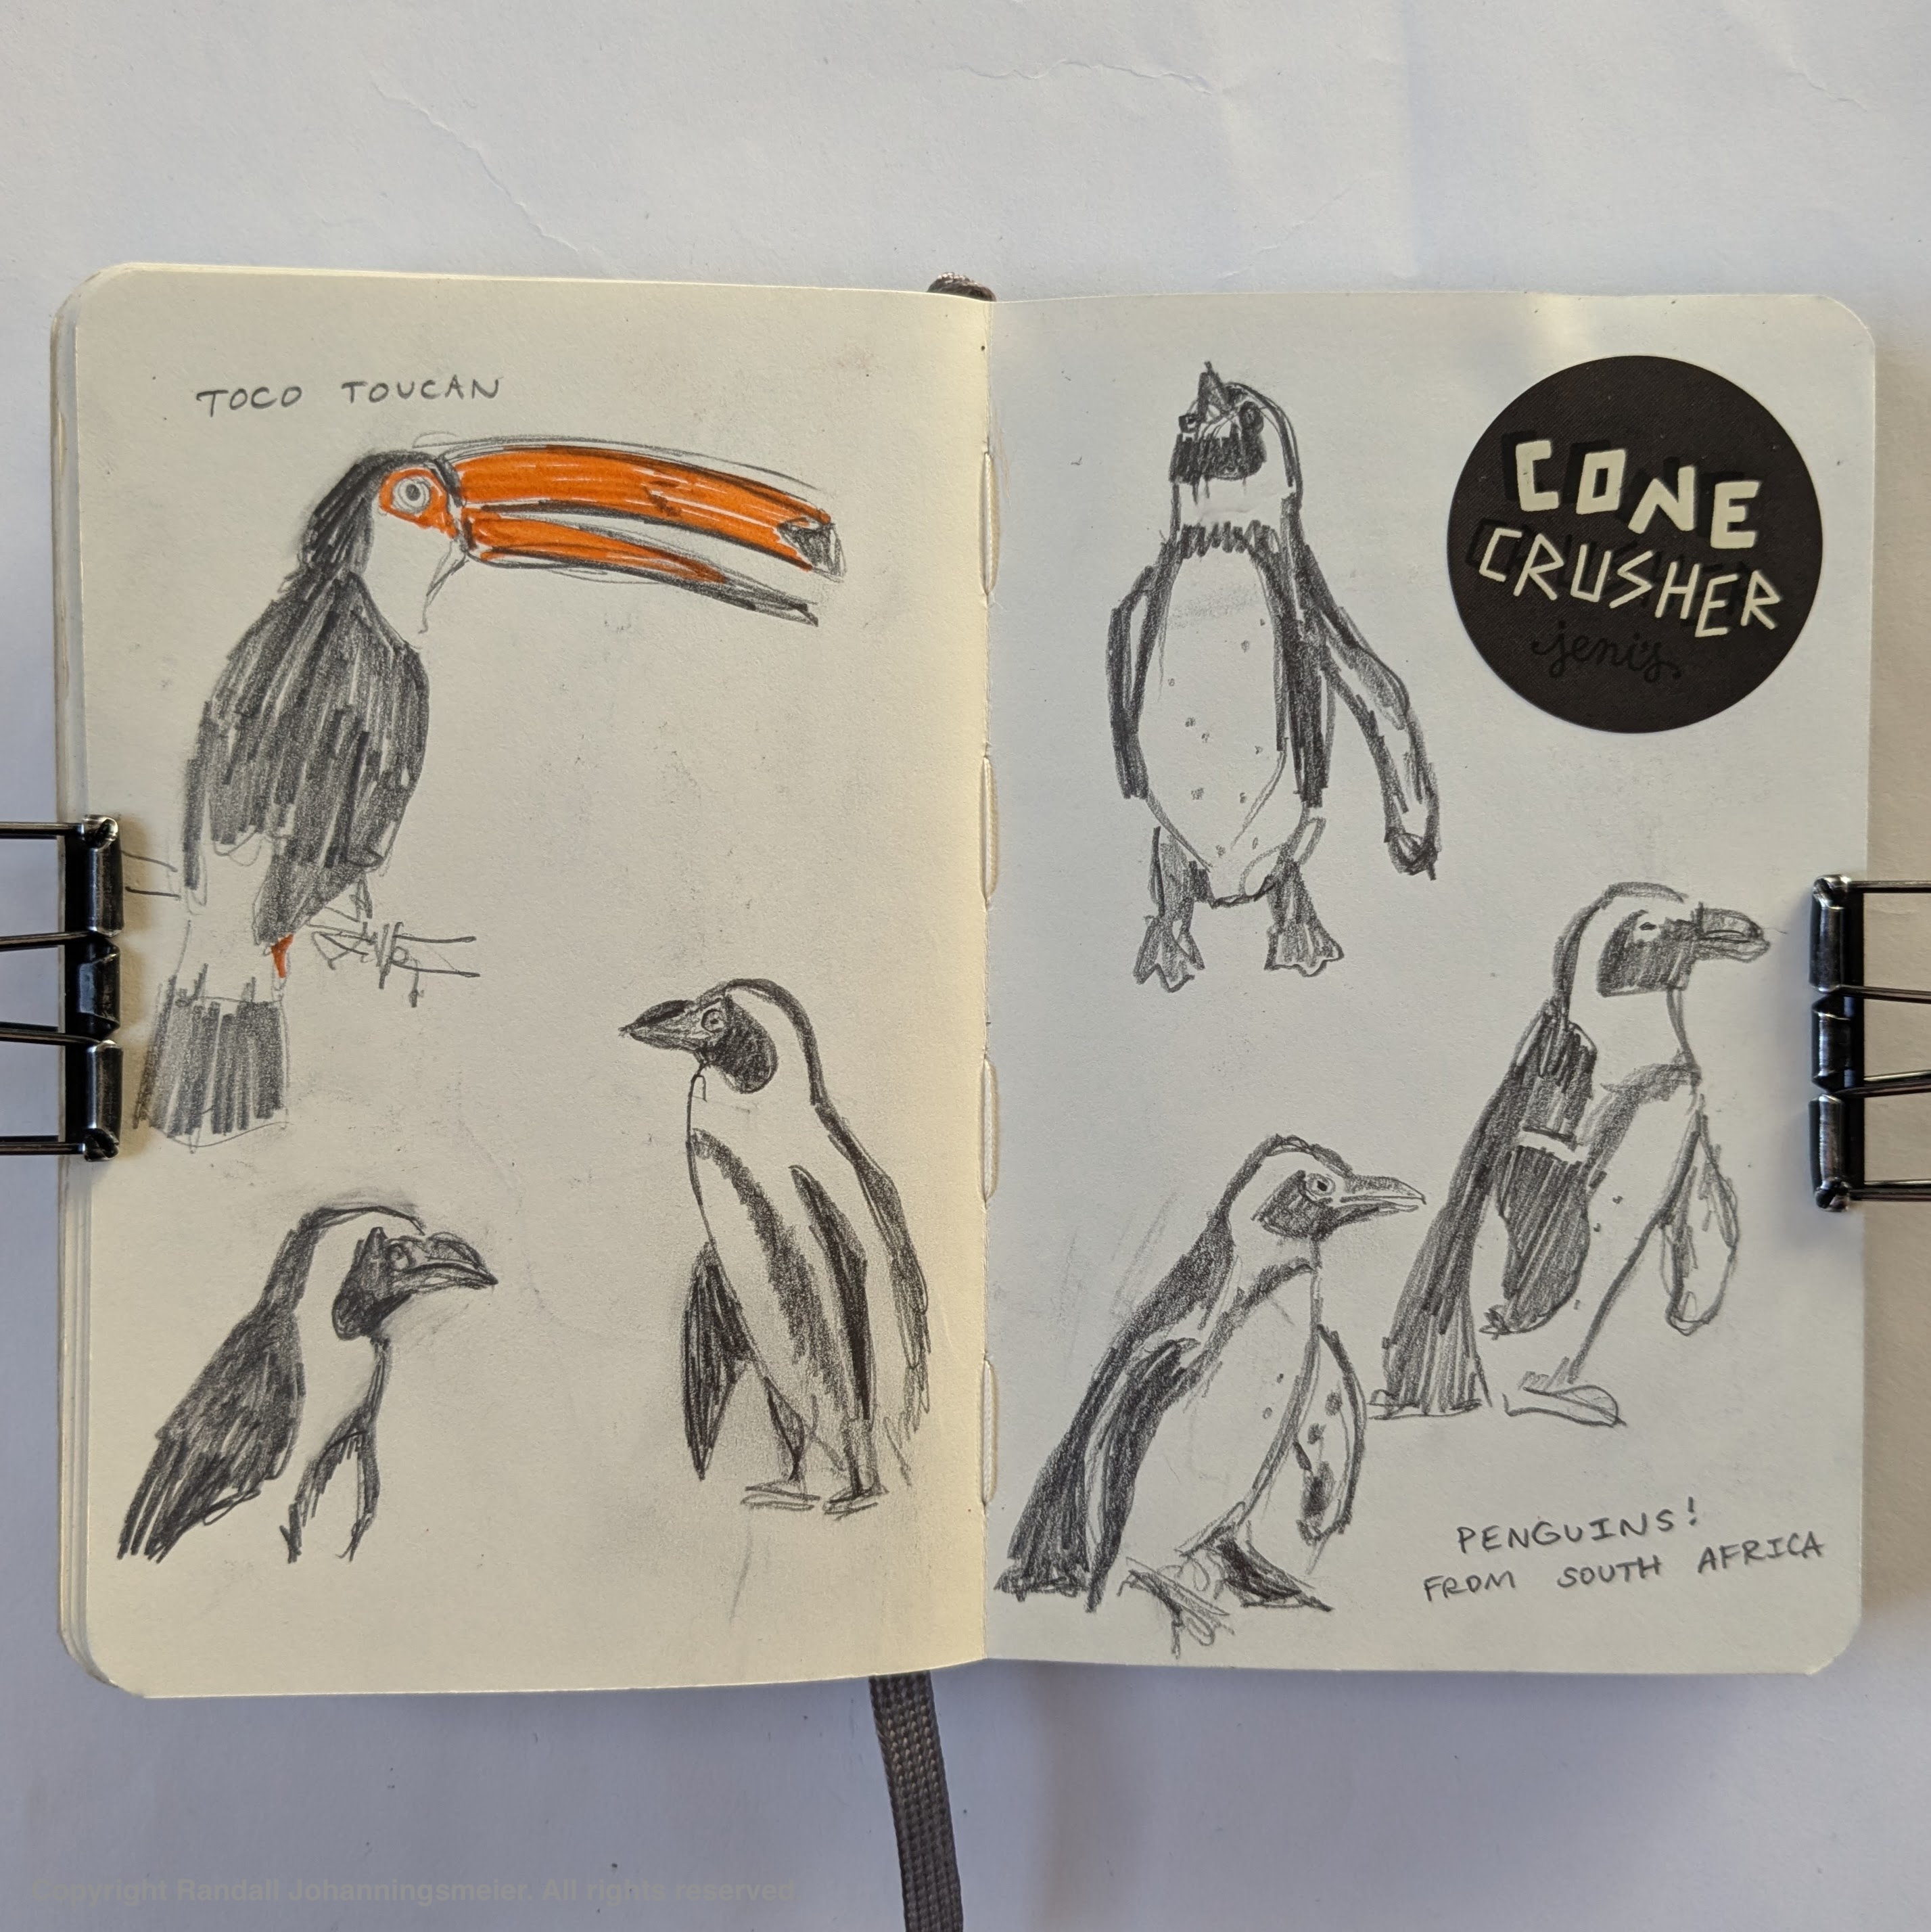 TOCO TOUCAN
CONE
CRUSHER
jeni's
PENGUINS!
FROM SOUTH AFRICA
Copyright Randall Johanningsmeier. All rights reserved